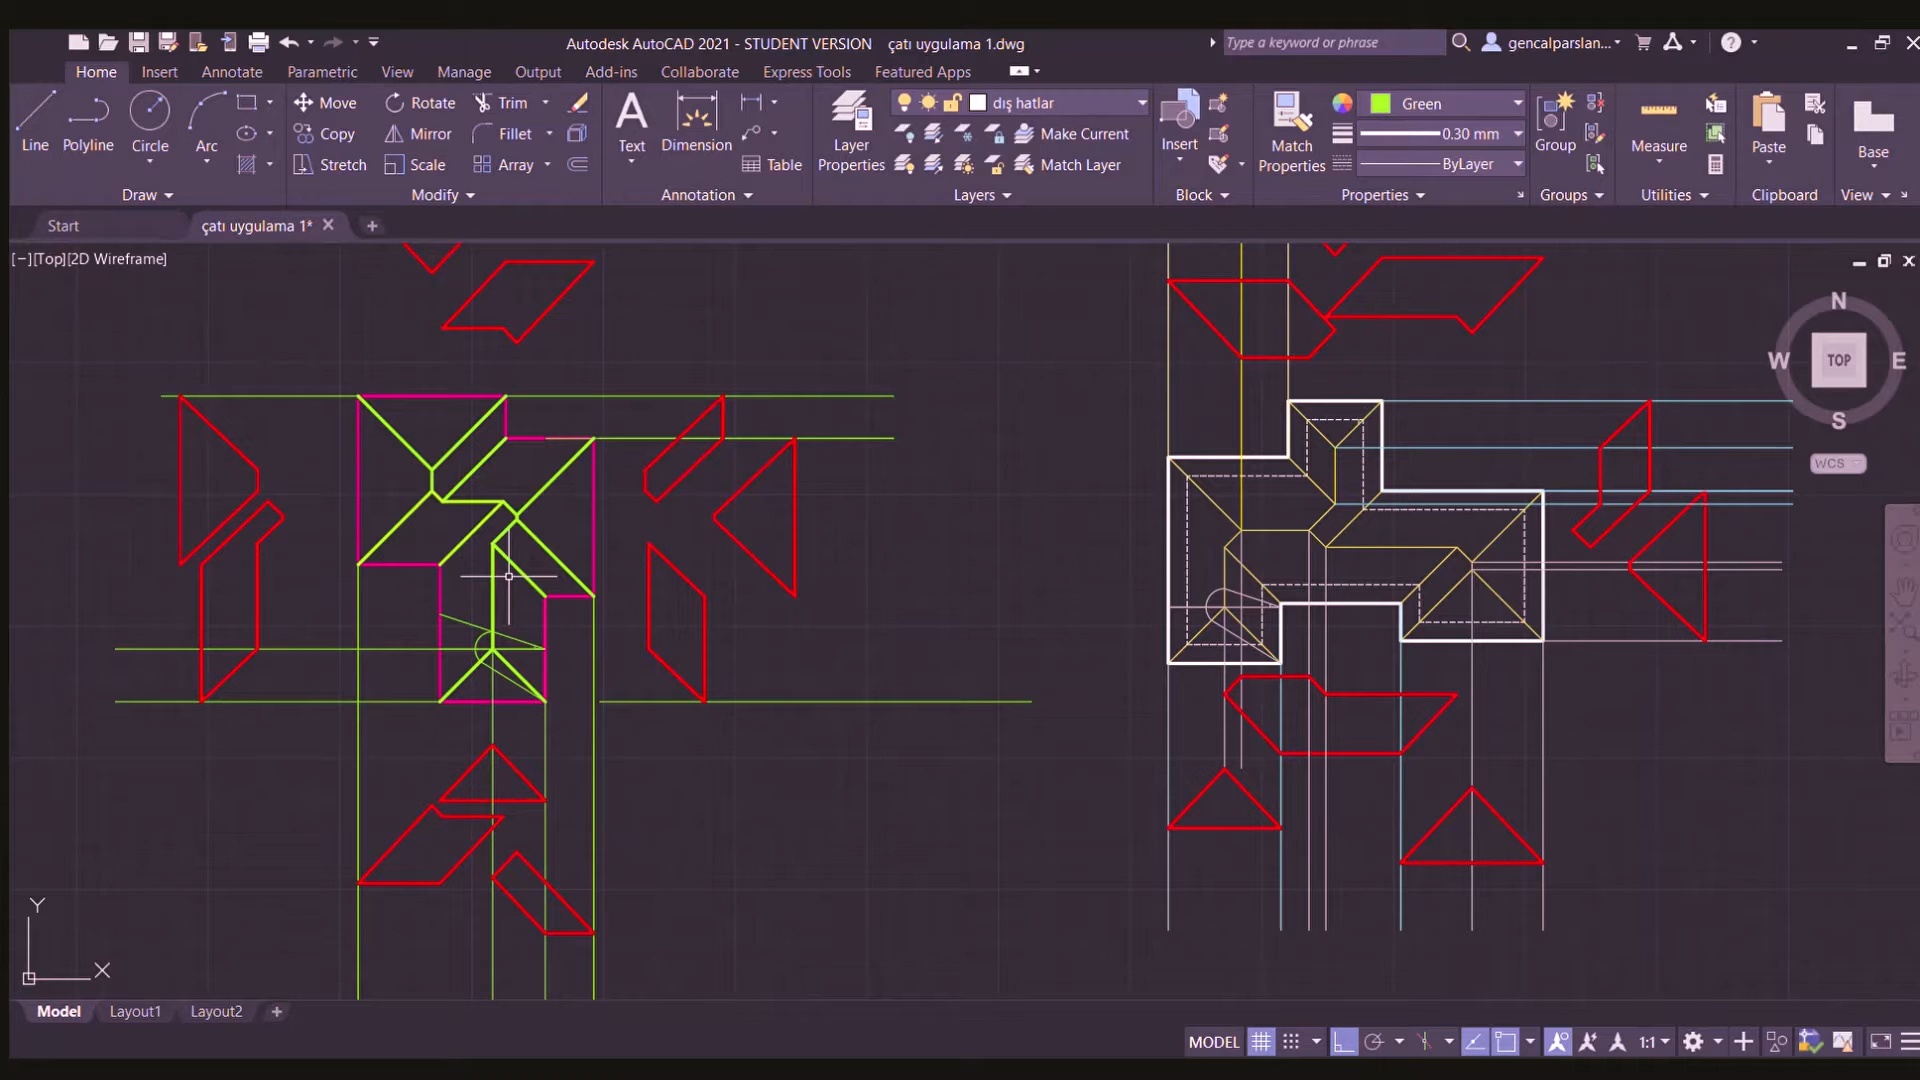 Autodesk AutoCAD 2021 - STUDENT VERSION çatı uygulama 1.dwg
Type a keyword or phrase
gencalparslan...
Home Insert Annotate Parametric View Manage Output Add-ins Collaborate Express Tools Featured Apps
Line Polyline Circle Arc
Move Rotate Trim
Copy Mirror Fillet
Stretch Scale Array
Text Dimension
Table
Layer Properties
dış hatlar
Make Current
Match Layer
Insert
Match Properties
Green
0.30 mm
ByLayer
Group
Measure
Paste
Base
Draw Modify Annotation Layers Block Properties Groups Utilities Clipboard View
Start çatı uygulama 1*
[−][Top][2D Wireframe]
N
W TOP E
S
WCS
Y
X
Model Layout1 Layout2
MODEL 1:1